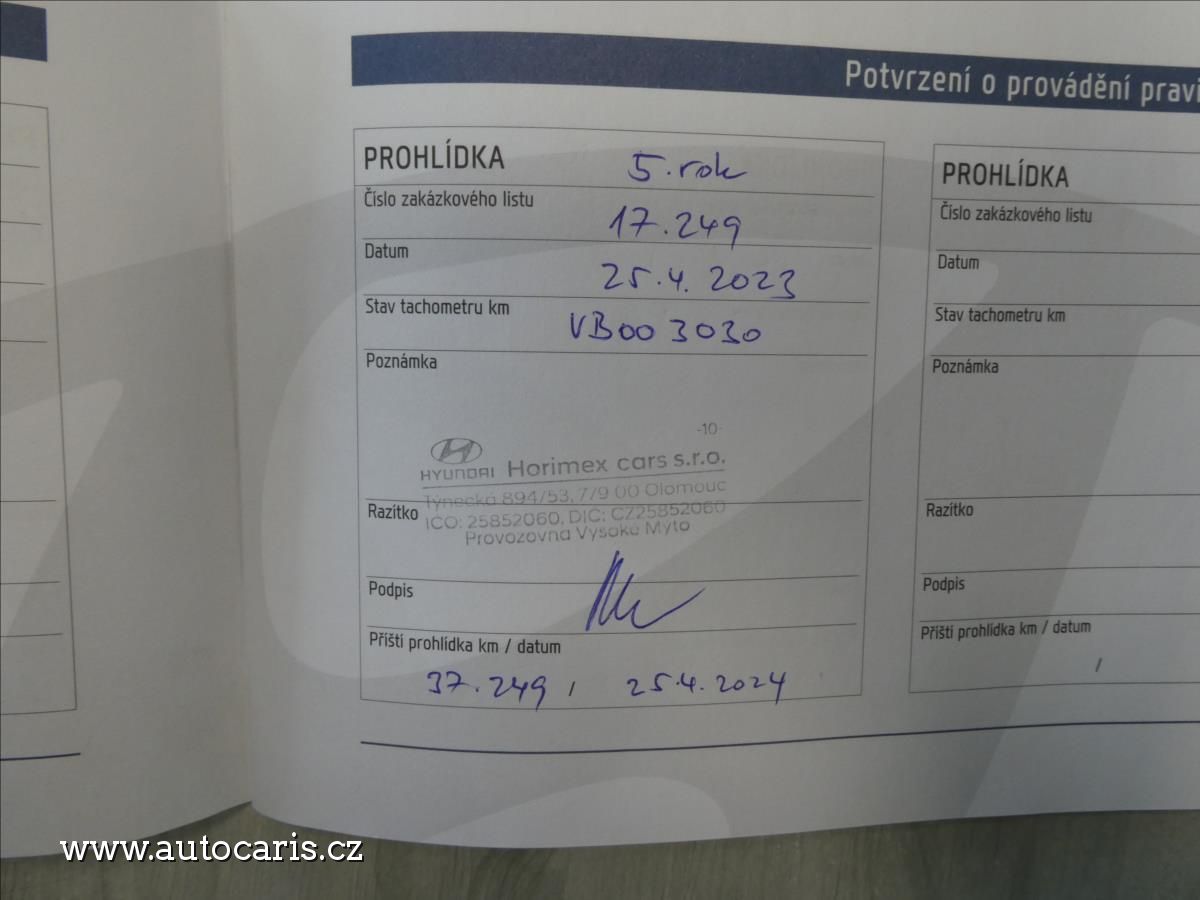 Potvrzení o provádění pravi
PROHLÍDKA 5. rok
Číslo zakázkového listu 17.249
Datum 25.4. 2023
Stav tachometru km VB00 3030
Poznámka
-10-
HYUNDAI Horimex cars s.r.o.
Týnecká 894/53, 779 00 Olomouc
Razítko
IČO: 25852060, DIČ: CZ25852060
Provozovna Vysoké Mýto
Podpis
Příští prohlídka km / datum
37.249 / 25.4.2024
PROHLÍDKA
Číslo zakázkového listu
Datum
Stav tachometru km
Poznámka
Razítko
Podpis
Příští prohlídka km / datum
/
www.autocaris.cz